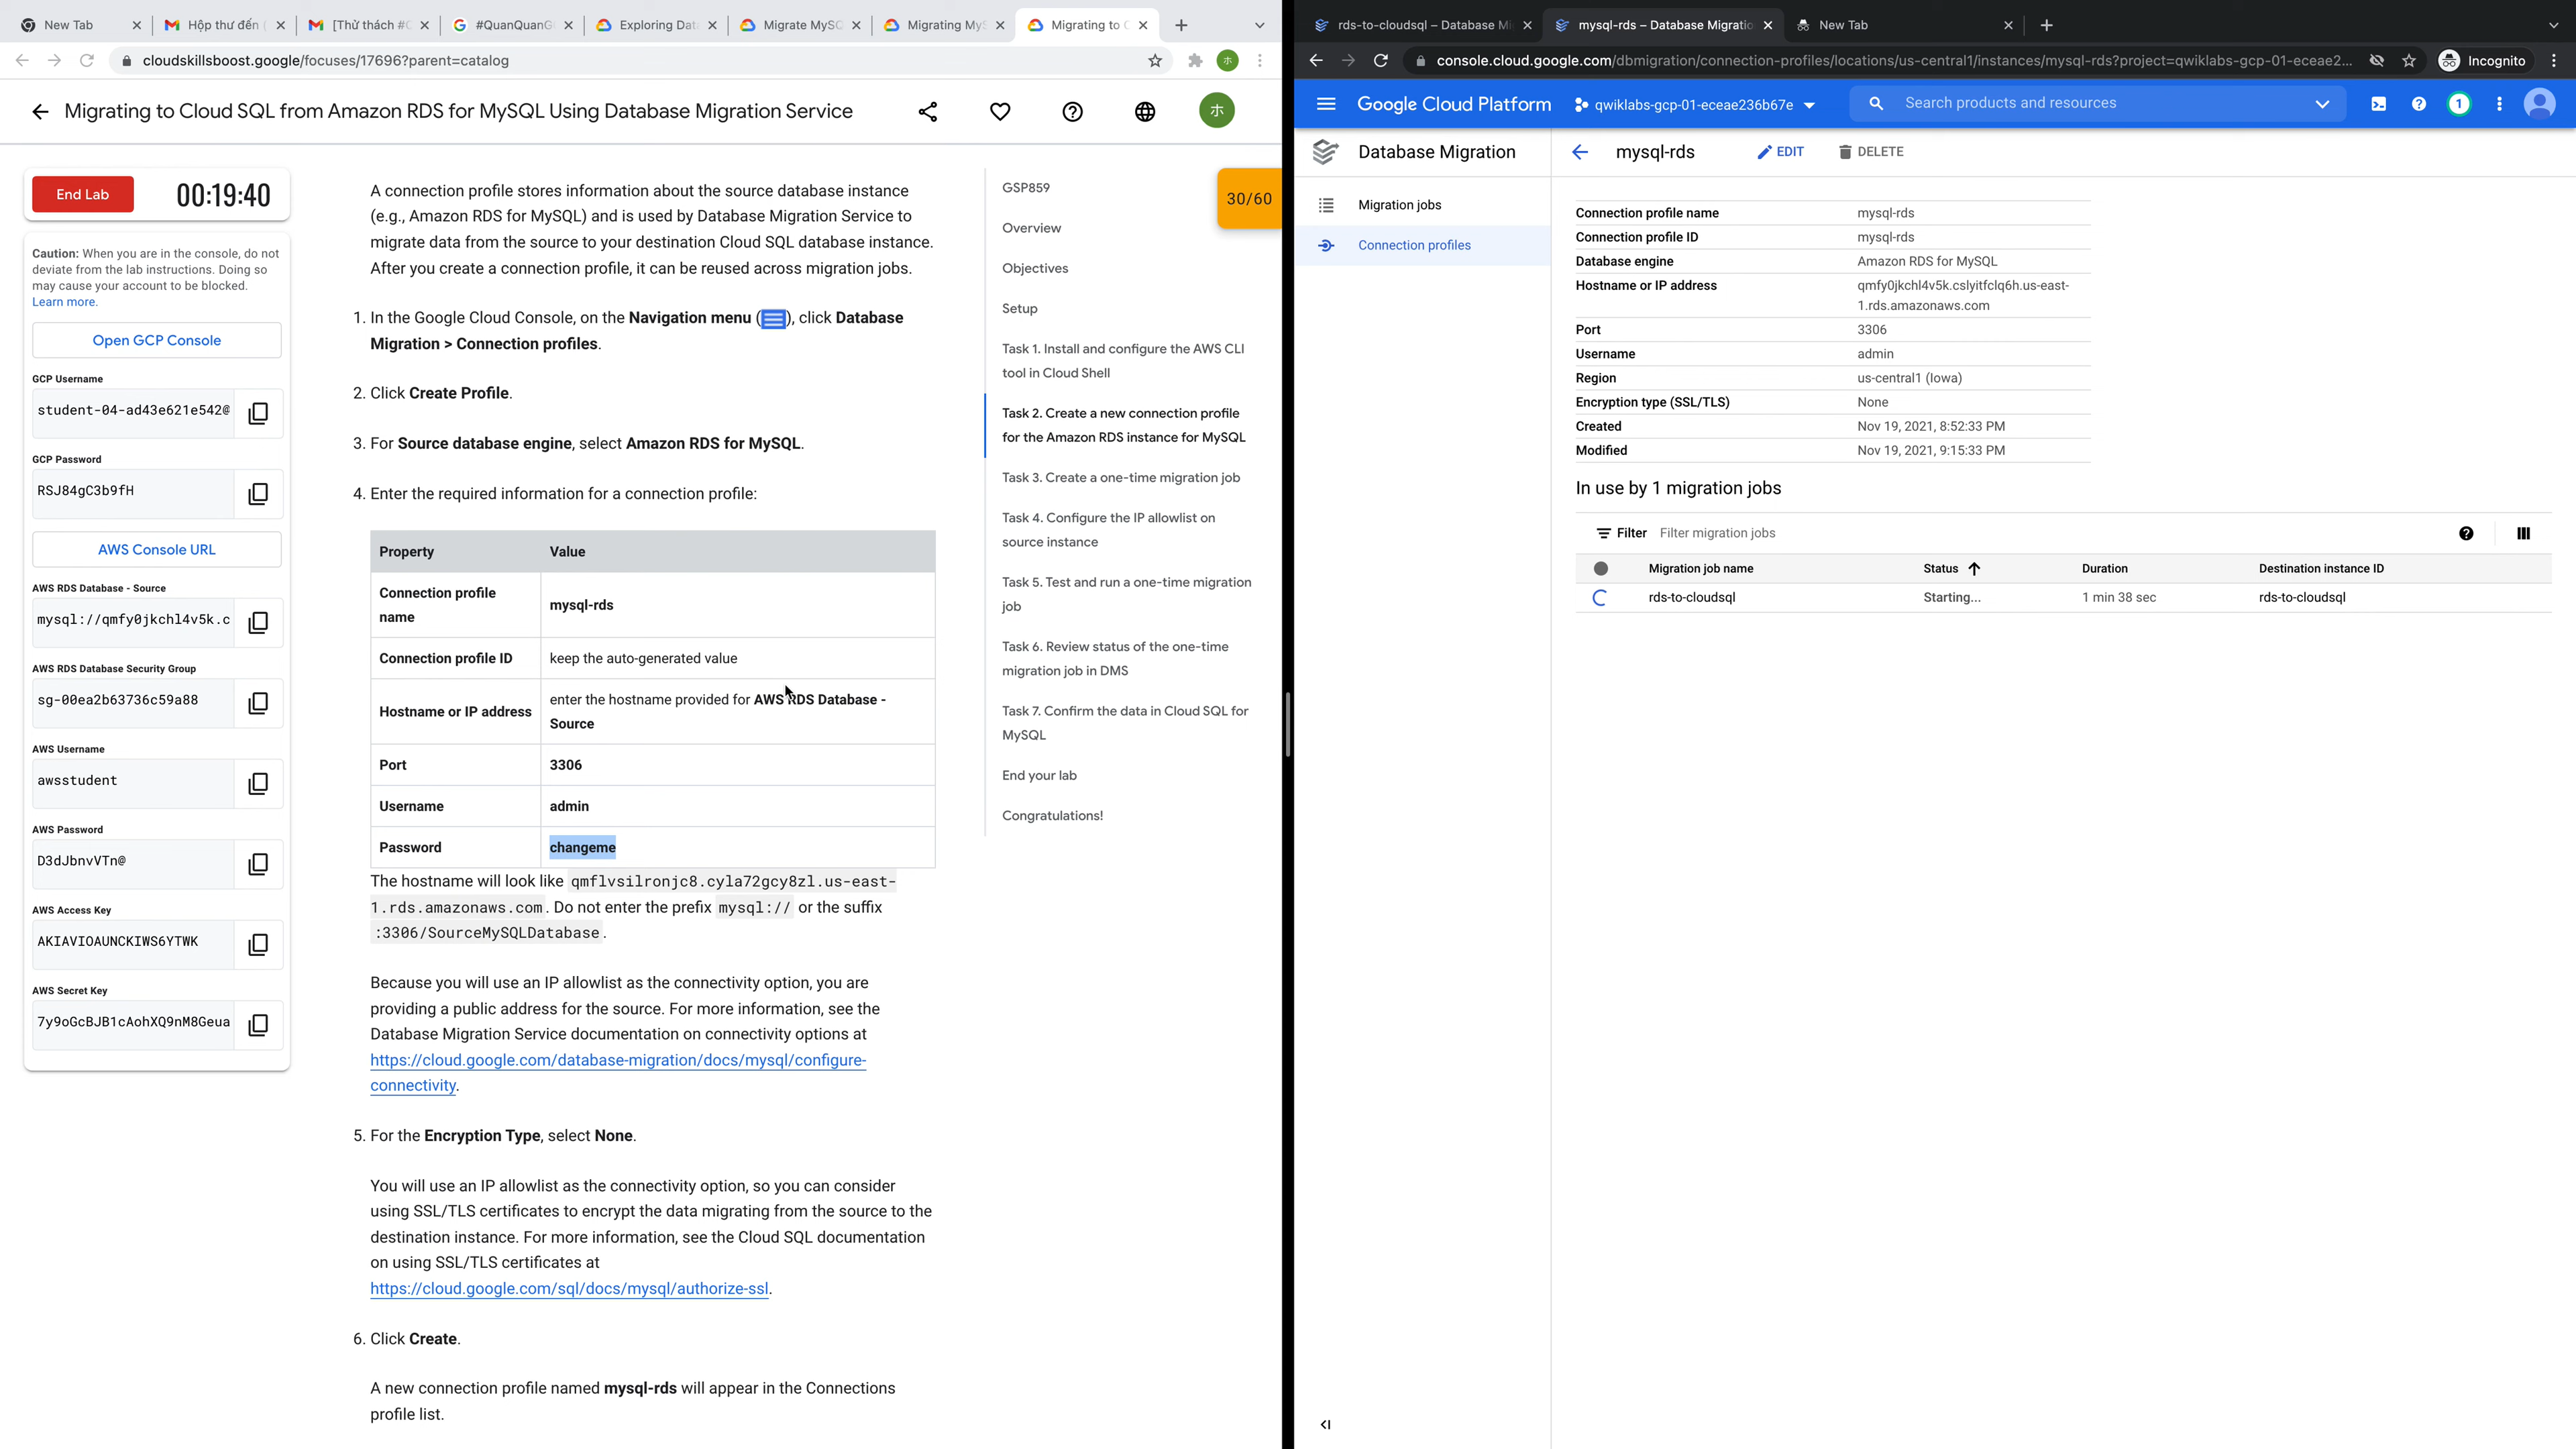 New Tab
Hộp thư đến (
[Thử thách #C
#QuanQuanG
Exploring Dat
Migrate MySQ
Migrating MyS
Migrating to C
cloudskillsboost.google/focuses/17696?parent=catalog
ホ
Migrating to Cloud SQL from Amazon RDS for MySQL Using Database Migration Service
ホ
End Lab
00:19:40
Caution: When you are in the console, do not
deviate from the lab instructions. Doing so
may cause your account to be blocked.
Learn more.
Open GCP Console
GCP Username
student-04-ad43e621e542@
GCP Password
RSJ84gC3b9fH
AWS Console URL
AWS RDS Database - Source
mysql://qmfy0jkchl4v5k.c
AWS RDS Database Security Group
sg-00ea2b63736c59a88
AWS Username
awsstudent
AWS Password
D3dJbnvVTn@
AWS Access Key
AKIAVIOAUNCKIWS6YTWK
AWS Secret Key
7y9oGcBJB1cAohXQ9nM8Geua
A connection profile stores information about the source database instance
(e.g., Amazon RDS for MySQL) and is used by Database Migration Service to
migrate data from the source to your destination Cloud SQL database instance.
After you create a connection profile, it can be reused across migration jobs.
1. In the Google Cloud Console, on the Navigation menu (), click Database
Migration > Connection profiles.
2. Click Create Profile.
3. For Source database engine, select Amazon RDS for MySQL.
4. Enter the required information for a connection profile:
Property Value
Connection profile
name
mysql-rds
Connection profile ID keep the auto-generated value
Hostname or IP address
enter the hostname provided for AWS RDS Database -
Source
Port 3306
Username admin
Password changeme
The hostname will look like qmflvsilronjc8.cyla72gcy8zl.us-east-
1.rds.amazonaws.com. Do not enter the prefix mysql:// or the suffix
:3306/SourceMySQLDatabase.
Because you will use an IP allowlist as the connectivity option, you are
providing a public address for the source. For more information, see the
Database Migration Service documentation on connectivity options at
https://cloud.google.com/database-migration/docs/mysql/configure-
connectivity.
5. For the Encryption Type, select None.
You will use an IP allowlist as the connectivity option, so you can consider
using SSL/TLS certificates to encrypt the data migrating from the source to the
destination instance. For more information, see the Cloud SQL documentation
on using SSL/TLS certificates at
https://cloud.google.com/sql/docs/mysql/authorize-ssl.
6. Click Create.
A new connection profile named mysql-rds will appear in the Connections
profile list.
30/60
GSP859
Overview
Objectives
Setup
Task 1. Install and configure the AWS CLI
tool in Cloud Shell
Task 2. Create a new connection profile
for the Amazon RDS instance for MySQL
Task 3. Create a one-time migration job
Task 4. Configure the IP allowlist on
source instance
Task 5. Test and run a one-time migration
job
Task 6. Review status of the one-time
migration job in DMS
Task 7. Confirm the data in Cloud SQL for
MySQL
End your lab
Congratulations!
rds-to-cloudsql – Database Mi
mysql-rds – Database Migratio
New Tab
console.cloud.google.com/dbmigration/connection-profiles/locations/us-central1/instances/mysql-rds?project=qwiklabs-gcp-01-eceae2...
Incognito
Google Cloud Platform
qwiklabs-gcp-01-eceae236b67e
Search products and resources
1
Database Migration
mysql-rds
EDIT
DELETE
Migration jobs
Connection profiles
Connection profile name mysql-rds
Connection profile ID mysql-rds
Database engine Amazon RDS for MySQL
Hostname or IP address qmfy0jkchl4v5k.cslyitfclq6h.us-east-
1.rds.amazonaws.com
Port 3306
Username admin
Region us-central1 (Iowa)
Encryption type (SSL/TLS) None
Created Nov 19, 2021, 8:52:33 PM
Modified Nov 19, 2021, 9:15:33 PM
In use by 1 migration jobs
Filter Filter migration jobs
Migration job name Status Duration Destination instance ID
rds-to-cloudsql Starting... 1 min 38 sec rds-to-cloudsql